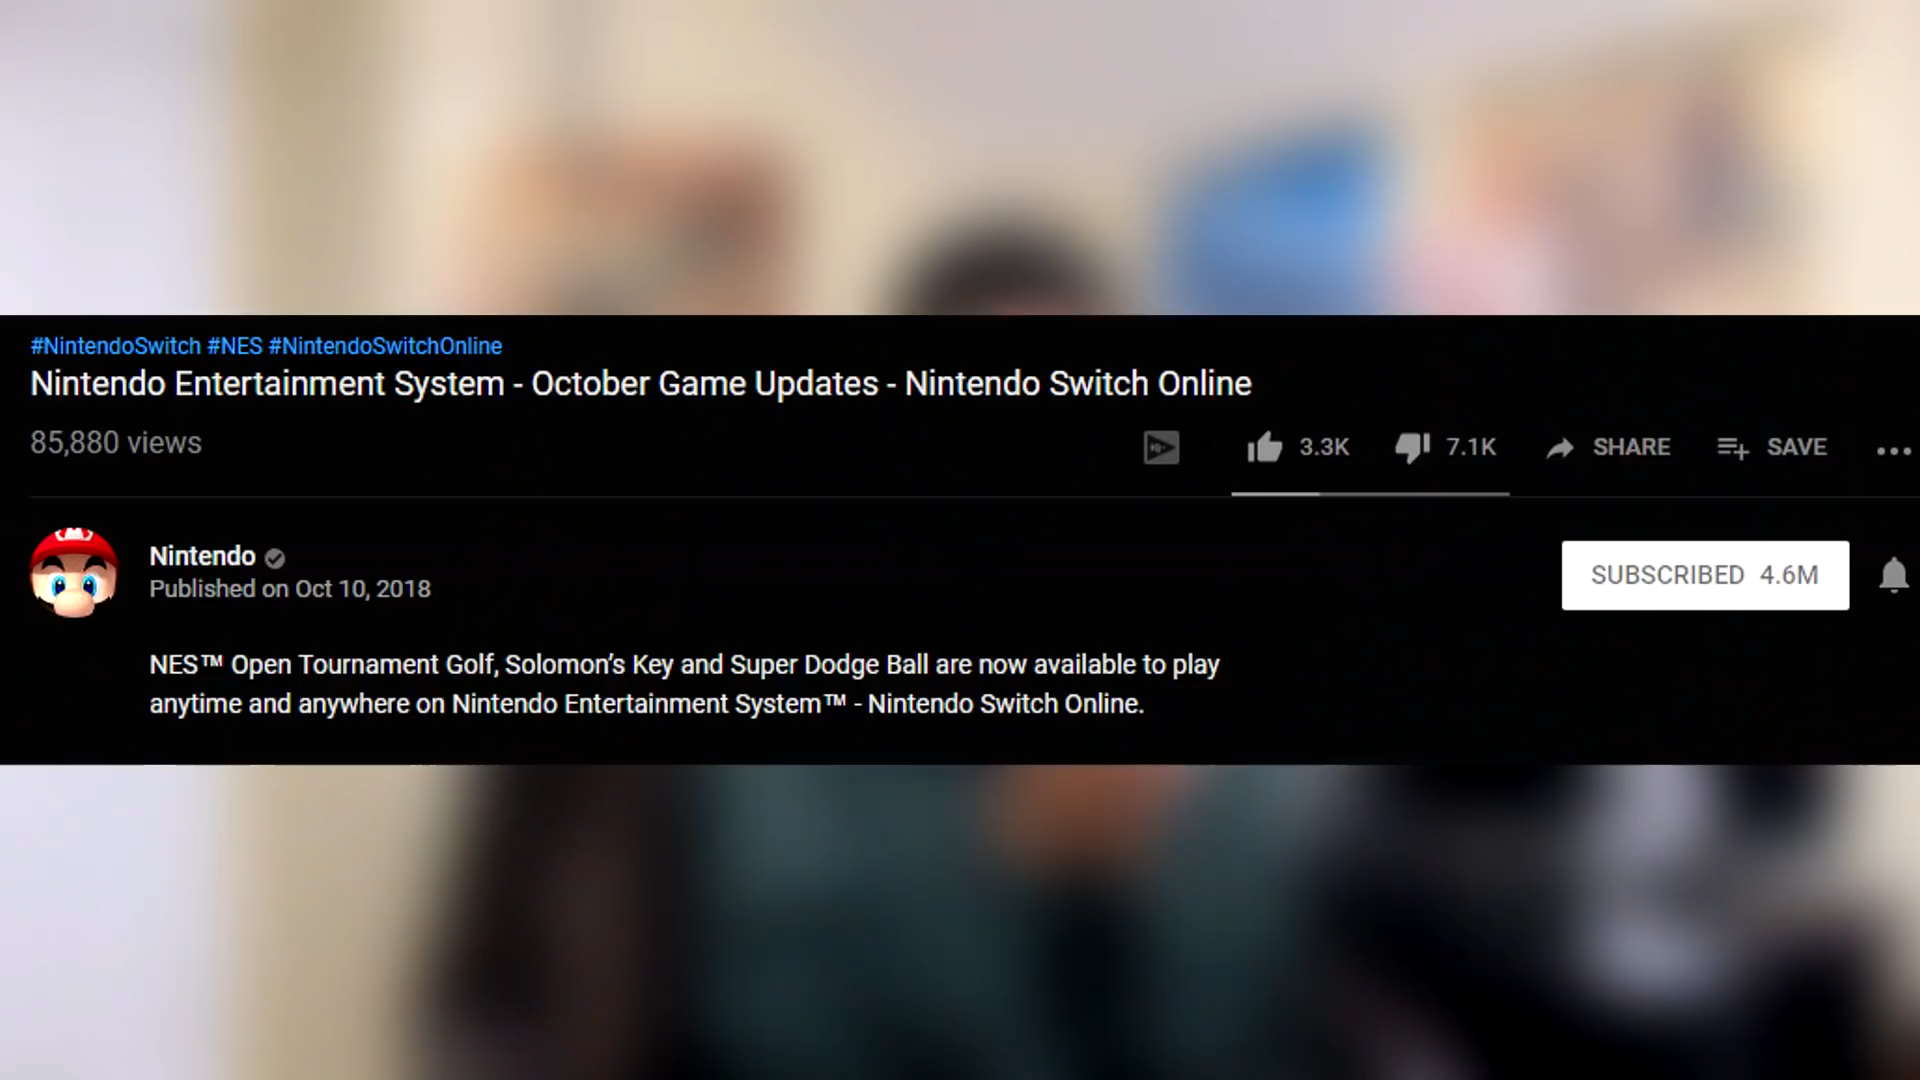 #NintendoSwitch #NES #NintendoSwitchOnline
Nintendo Entertainment System - October Game Updates - Nintendo Switch Online
85,880 views
3.3K 7.1K SHARE SAVE
Nintendo
Published on Oct 10, 2018
SUBSCRIBED 4.6M
NES™ Open Tournament Golf, Solomon’s Key and Super Dodge Ball are now available to play
anytime and anywhere on Nintendo Entertainment System™ - Nintendo Switch Online.